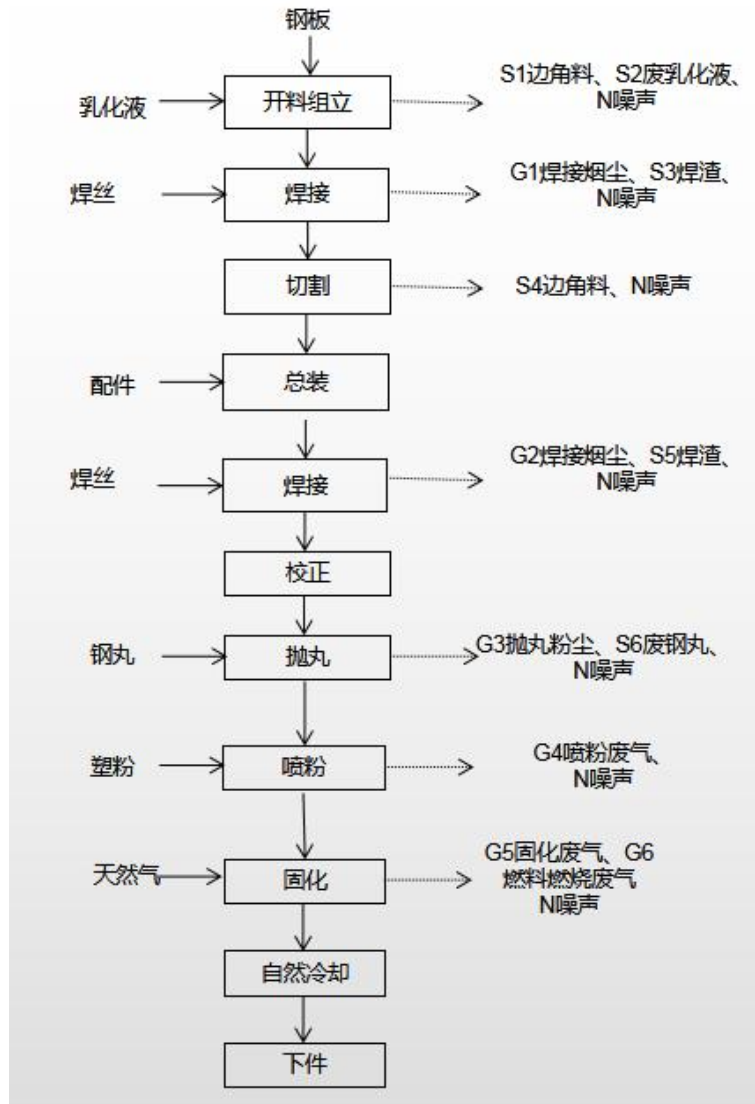 钢板
乳化液
开料组立
S1边角料、S2废乳化液、
N噪声
焊丝
焊接
G1焊接烟尘、S3焊渣、
N噪声
切割
S4边角料、N噪声
配件
总装
焊丝
焊接
G2焊接烟尘、S5焊渣、
N噪声
校正
钢丸
抛丸
G3抛丸粉尘、S6废钢丸、
N噪声
塑粉
喷粉
G4喷粉废气、
N噪声
天然气
固化
G5固化废气、G6
燃料燃烧废气
N噪声
自然冷却
下件